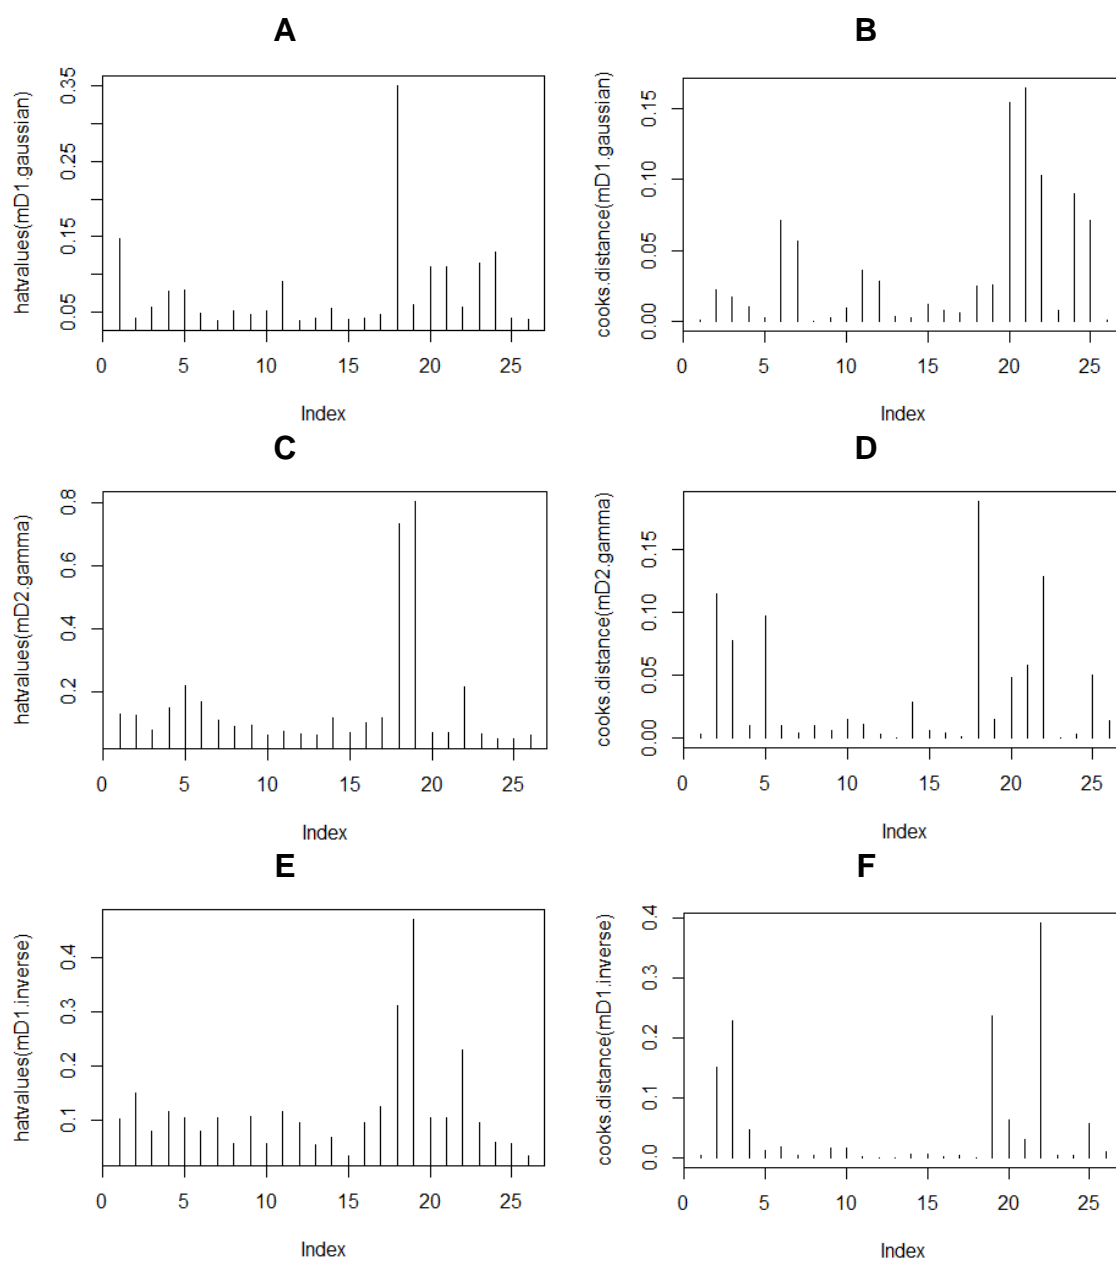 A
hatvalues(mD1.gaussian)
0.35
0.25
0.15
0.05
0 5 10 15 20 25
Index
B
cooks.distance(mD1.gaussian)
0.15
0.10
0.05
0.00
0 5 10 15 20 25
Index
C
hatvalues(mD2.gamma)
0.8
0.6
0.4
0.2
0 5 10 15 20 25
Index
D
cooks.distance(mD2.gamma)
0.15
0.10
0.05
0.00
0 5 10 15 20 25
Index
E
hatvalues(mD1.inverse)
0.4
0.3
0.2
0.1
0 5 10 15 20 25
Index
F
cooks.distance(mD1.inverse)
0.4
0.3
0.2
0.1
0.0
0 5 10 15 20 25
Index